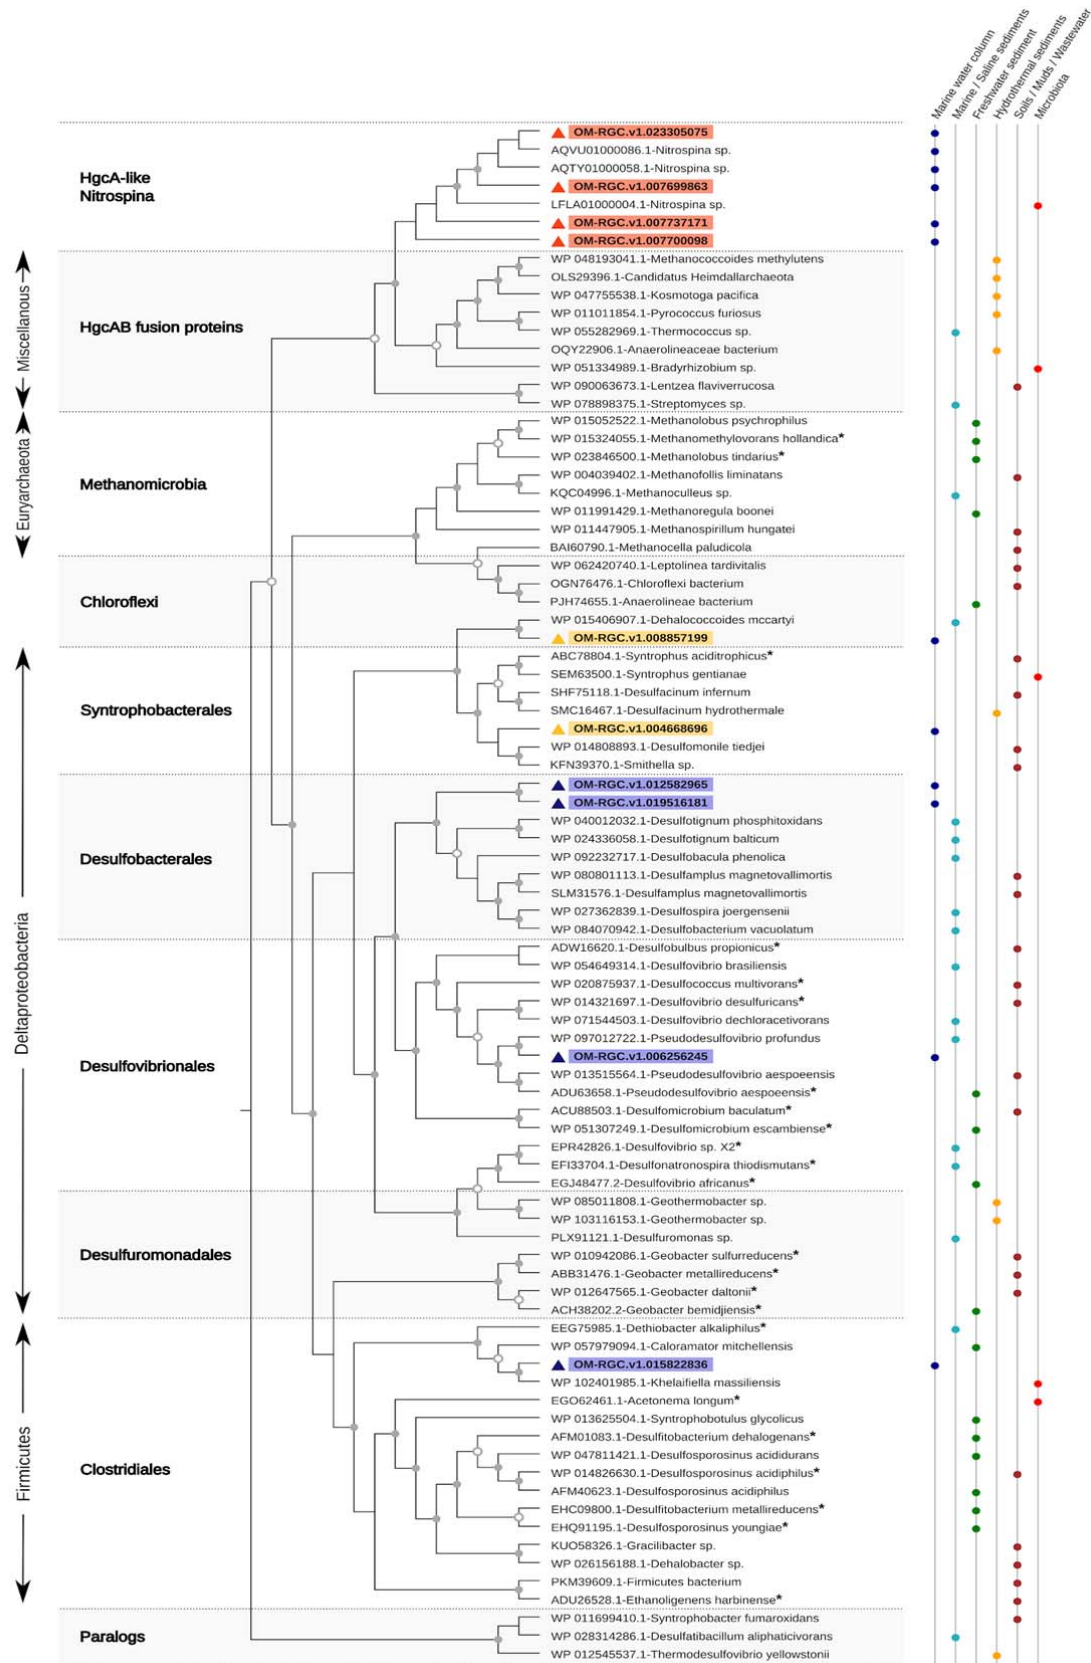 Marine water column
Marine / Saline sediments
Freshwater sediment
Hydrothermal sediments
Soils / Muds / Wastewater
Microbiota
HgcA-like
Nitrospina
OM-RGC.v1.023305075
AQVU01000086.1-Nitrospina sp.
AQTY01000058.1-Nitrospina sp.
OM-RGC.v1.007699863
LFLA01000004.1-Nitrospina sp.
OM-RGC.v1.007737171
OM-RGC.v1.007700098
Miscellanous
HgcAB fusion proteins
WP 048193041.1-Methanococcoides methylutens
OLS29396.1-Candidatus Heimdallarchaeota
WP 047755538.1-Kosmotoga pacifica
WP 011011854.1-Pyrococcus furiosus
WP 055282969.1-Thermococcus sp.
OQY22906.1-Anaerolineaceae bacterium
WP 051334989.1-Bradyrhizobium sp.
WP 090063673.1-Lentzea flaviverrucosa
WP 078898375.1-Streptomyces sp.
Euryarchaeota
Methanomicrobia
WP 015052522.1-Methanolobus psychrophilus
WP 015324055.1-Methanomethylovorans hollandica*
WP 023846500.1-Methanolobus tindarius*
WP 004039402.1-Methanofollis liminatans
KQC04996.1-Methanoculleus sp.
WP 011991429.1-Methanoregula boonei
WP 011447905.1-Methanospirillum hungatei
BAI60790.1-Methanocella paludicola
Chloroflexi
WP 062420740.1-Leptolinea tardivitalis
OGN76476.1-Chloroflexi bacterium
PJH74655.1-Anaerolineae bacterium
WP 015406907.1-Dehalococcoides mccartyi
OM-RGC.v1.008857199
Deltaproteobacteria
Syntrophobacterales
ABC78804.1-Syntrophus aciditrophicus*
SEM63500.1-Syntrophus gentianae
SHF75118.1-Desulfacinum infernum
SMC16467.1-Desulfacinum hydrothermale
OM-RGC.v1.004668696
WP 014808893.1-Desulfomonile tiedjei
KFN39370.1-Smithella sp.
Desulfobacterales
OM-RGC.v1.012582965
OM-RGC.v1.019516181
WP 040012032.1-Desulfotignum phosphitoxidans
WP 024336058.1-Desulfotignum balticum
WP 092232717.1-Desulfobacula phenolica
WP 080801113.1-Desulfamplus magnetovallimortis
SLM31576.1-Desulfamplus magnetovallimortis
WP 027362839.1-Desulfospira joergensenii
WP 084070942.1-Desulfobacterium vacuolatum
Desulfovibrionales
ADW16620.1-Desulfobulbus propionicus*
WP 054649314.1-Desulfovibrio brasiliensis
WP 020875937.1-Desulfococcus multivorans*
WP 014321697.1-Desulfovibrio desulfuricans*
WP 071544503.1-Desulfovibrio dechloracetivorans
WP 097012722.1-Pseudodesulfovibrio profundus
OM-RGC.v1.006256245
WP 013515564.1-Pseudodesulfovibrio aespoeensis
ADU63658.1-Pseudodesulfovibrio aespoeensis*
ACU88503.1-Desulfomicrobium baculatum*
WP 051307249.1-Desulfomicrobium escambiense*
EPR42826.1-Desulfovibrio sp. X2*
EFI33704.1-Desulfonatronospira thiodismutans*
EGJ48477.2-Desulfovibrio africanus*
Desulfuromonadales
WP 085011808.1-Geothermobacter sp.
WP 103116153.1-Geothermobacter sp.
PLX91121.1-Desulfuromonas sp.
WP 010942086.1-Geobacter sulfurreducens*
ABB31476.1-Geobacter metallireducens*
WP 012647565.1-Geobacter daltonii*
ACH38202.2-Geobacter bemidjiensis*
Firmicutes
Clostridiales
EEG75985.1-Dethiobacter alkaliphilus*
WP 057979094.1-Caloramator mitchellensis
OM-RGC.v1.015822836
WP 102401985.1-Khelaifiella massiliensis
EGO62461.1-Acetonema longum*
WP 013625504.1-Syntrophobotulus glycolicus
AFM01083.1-Desulfitobacterium dehalogenans*
WP 047811421.1-Desulfosporosinus acididurans
WP 014826630.1-Desulfosporosinus acidiphilus*
AFM40623.1-Desulfosporosinus acidiphilus
EHC09800.1-Desulfitobacterium metallireducens*
EHQ91195.1-Desulfosporosinus youngiae*
KUO58326.1-Gracilibacter sp.
WP 026156188.1-Dehalobacter sp.
PKM39609.1-Firmicutes bacterium
ADU26528.1-Ethanoligenens harbinense*
Paralogs
WP 011699410.1-Syntrophobacter fumaroxidans
WP 028314286.1-Desulfatibacillum aliphaticivorans
WP 012545537.1-Thermodesulfovibrio yellowstonii